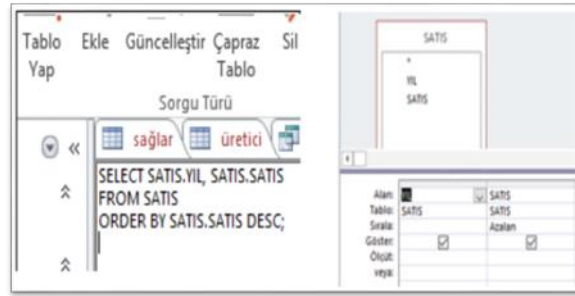 Tablo Ekle Güncelleştir Çapraz Sil
Yap Tablo
Sorgu Türü
sağlar üretici
SELECT SATIS.YIL, SATIS.SATIS
FROM SATIS
ORDER BY SATIS.SATIS DESC;
SATIS
*
YIL
SATIS
Alan: YIL SATIS
Tablo: SATIS SATIS
Sırala: Azalan
Göster:
Ölçüt:
veya: